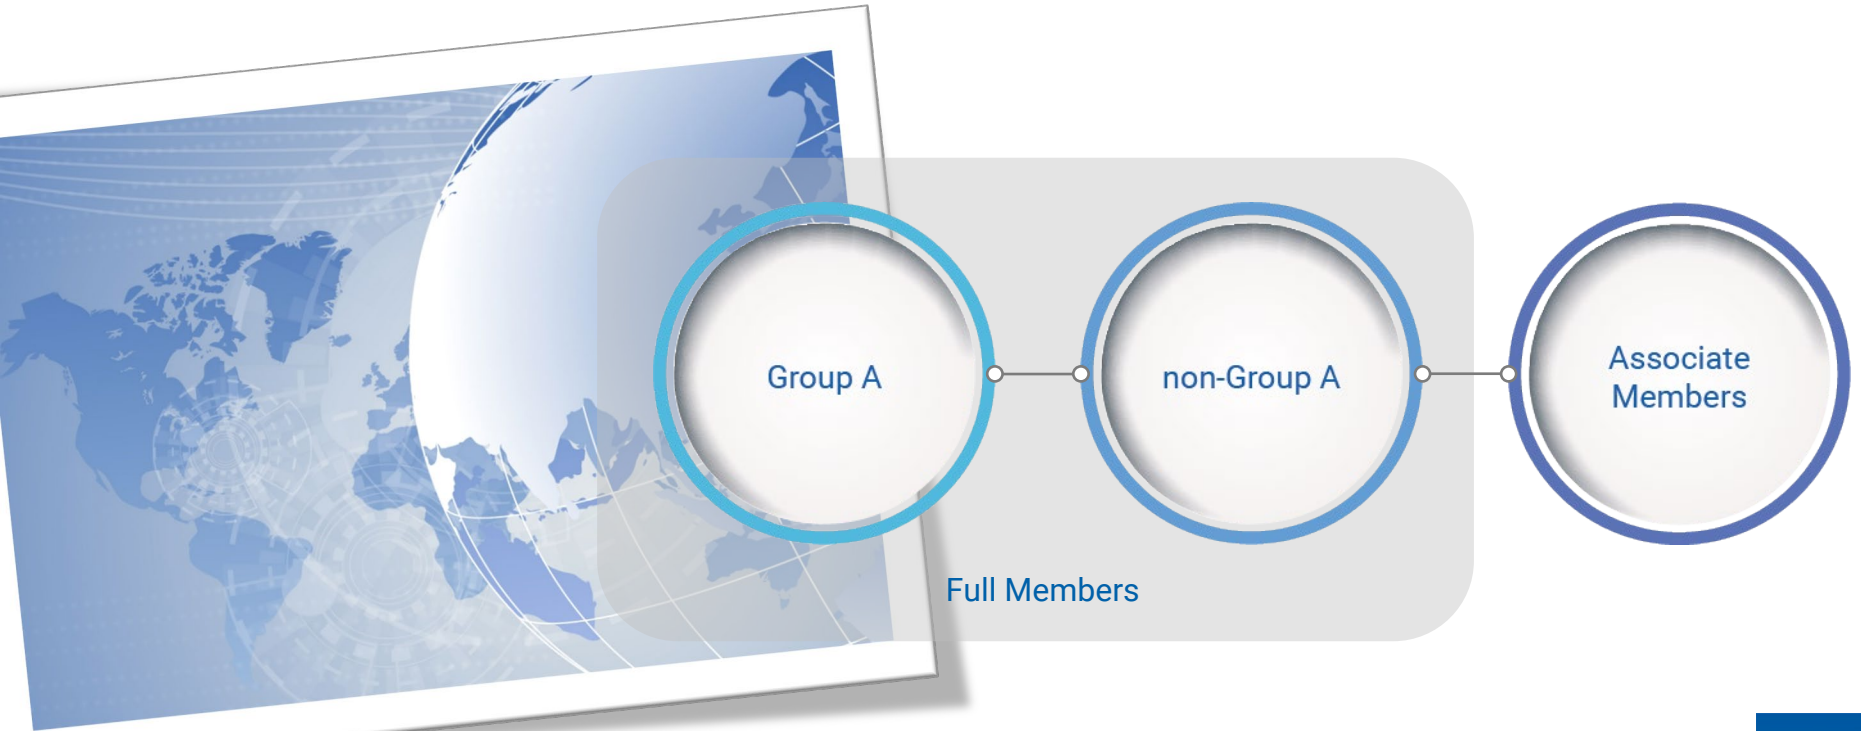 Group A
non-Group A
Associate
Members
Full Members